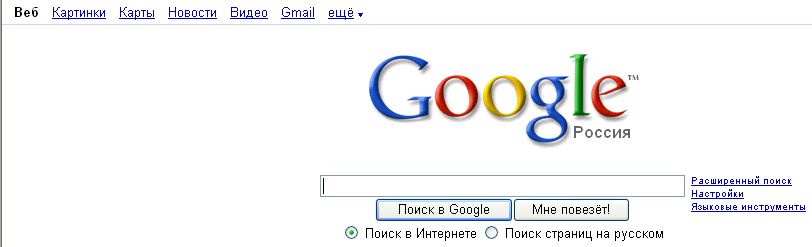 Веб Картинки Карты Новости Видео Gmail ещё ▼
Google™
Россия
Расширенный поиск
Настройки
Языковые инструменты
Поиск в Google Мне повезёт!
Поиск в Интернете Поиск страниц на русском